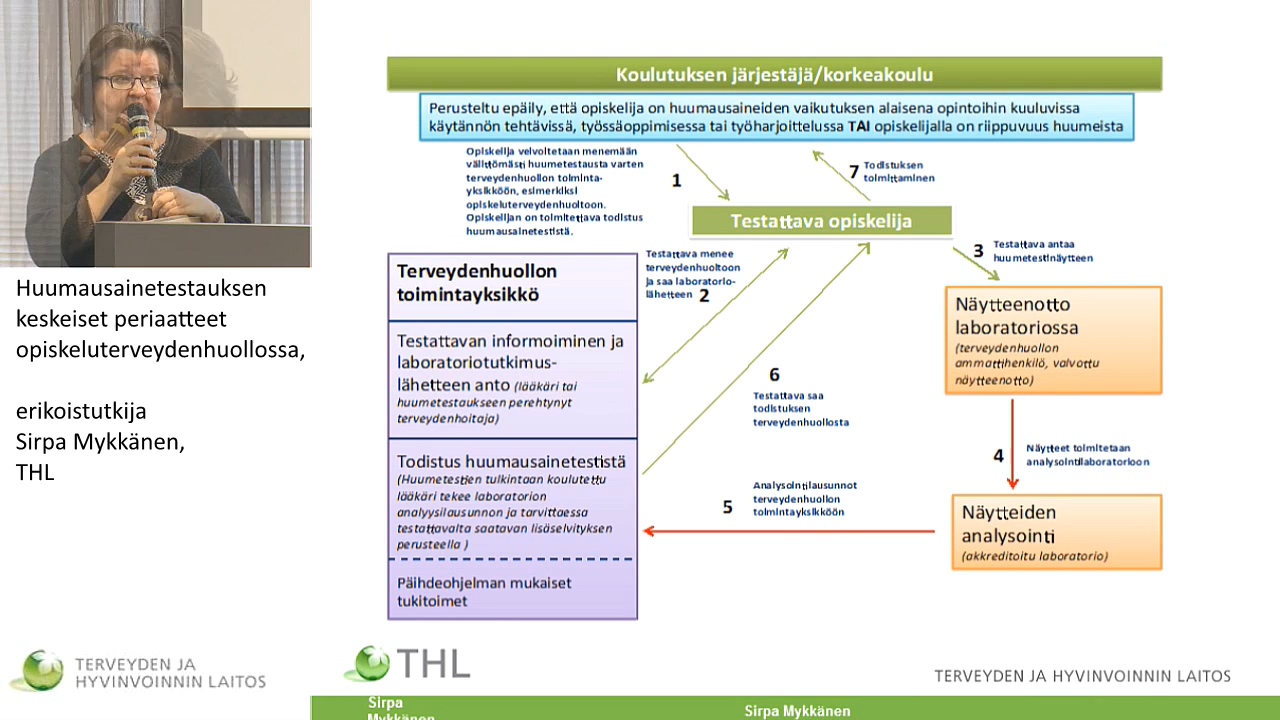 Huumausainetestauksen
keskeiset periaatteet
opiskeluterveydenhuollossa,
erikoistutkija
Sirpa Mykkänen,
THL
TERVEYDEN JA
HYVINVOINNIN LAITOS
Koulutuksen järjestäjä/korkeakoulu
Perusteltu epäily, että opiskelija on huumausaineiden vaikutuksen alaisena opintoihin kuuluvissa
käytännön tehtävissä, työssäoppimisessa tai työharjoittelussa TAI opiskelijalla on riippuvuus huumeista
Opiskelija velvoitetaan menemään
välittömästi huumetestausta varten
terveydenhuollon toiminta-
yksikköön, esimerkiksi
opiskeluterveydenhuoltoon.
Opiskelijan on toimitettava todistus
huumausainetestistä.
1
7
Todistuksen
toimittaminen
Testattava opiskelija
Testattava menee
terveydenhuoltoon
ja saa laboratorio-
lähetteen 2
3
Testattava antaa
huumetestinäytteen
Terveydenhuollon
toimintayksikkö
Testattavan informoiminen ja
laboratoriotutkimus-
lähetteen anto (lääkäri tai
huumetestaukseen perehtynyt
terveydenhoitaja)
Todistus huumausainetestistä
(Huumetestien tulkintaan koulutettu
lääkäri tekee laboratorion
analyysilausunnon ja tarvittaessa
testattavalta saatavan lisäselvityksen
perusteella )
Päihdeohjelman mukaiset
tukitoimet
Näytteenotto
laboratoriossa
(terveydenhuollon
ammattihenkilö, valvottu
näytteenotto)
6
Testattava saa
todistuksen
terveydenhuollosta
4
Näytteet toimitetaan
analysointilaboratorioon
5
Analysointilausunnot
terveydenhuollon
toimintayksikköön
Näytteiden
analysointi
(akkreditoitu laboratorio)
THL
TERVEYDEN JA HYVINVOINNIN LAITOS
Sirpa
Mykkänen
Sirpa Mykkänen